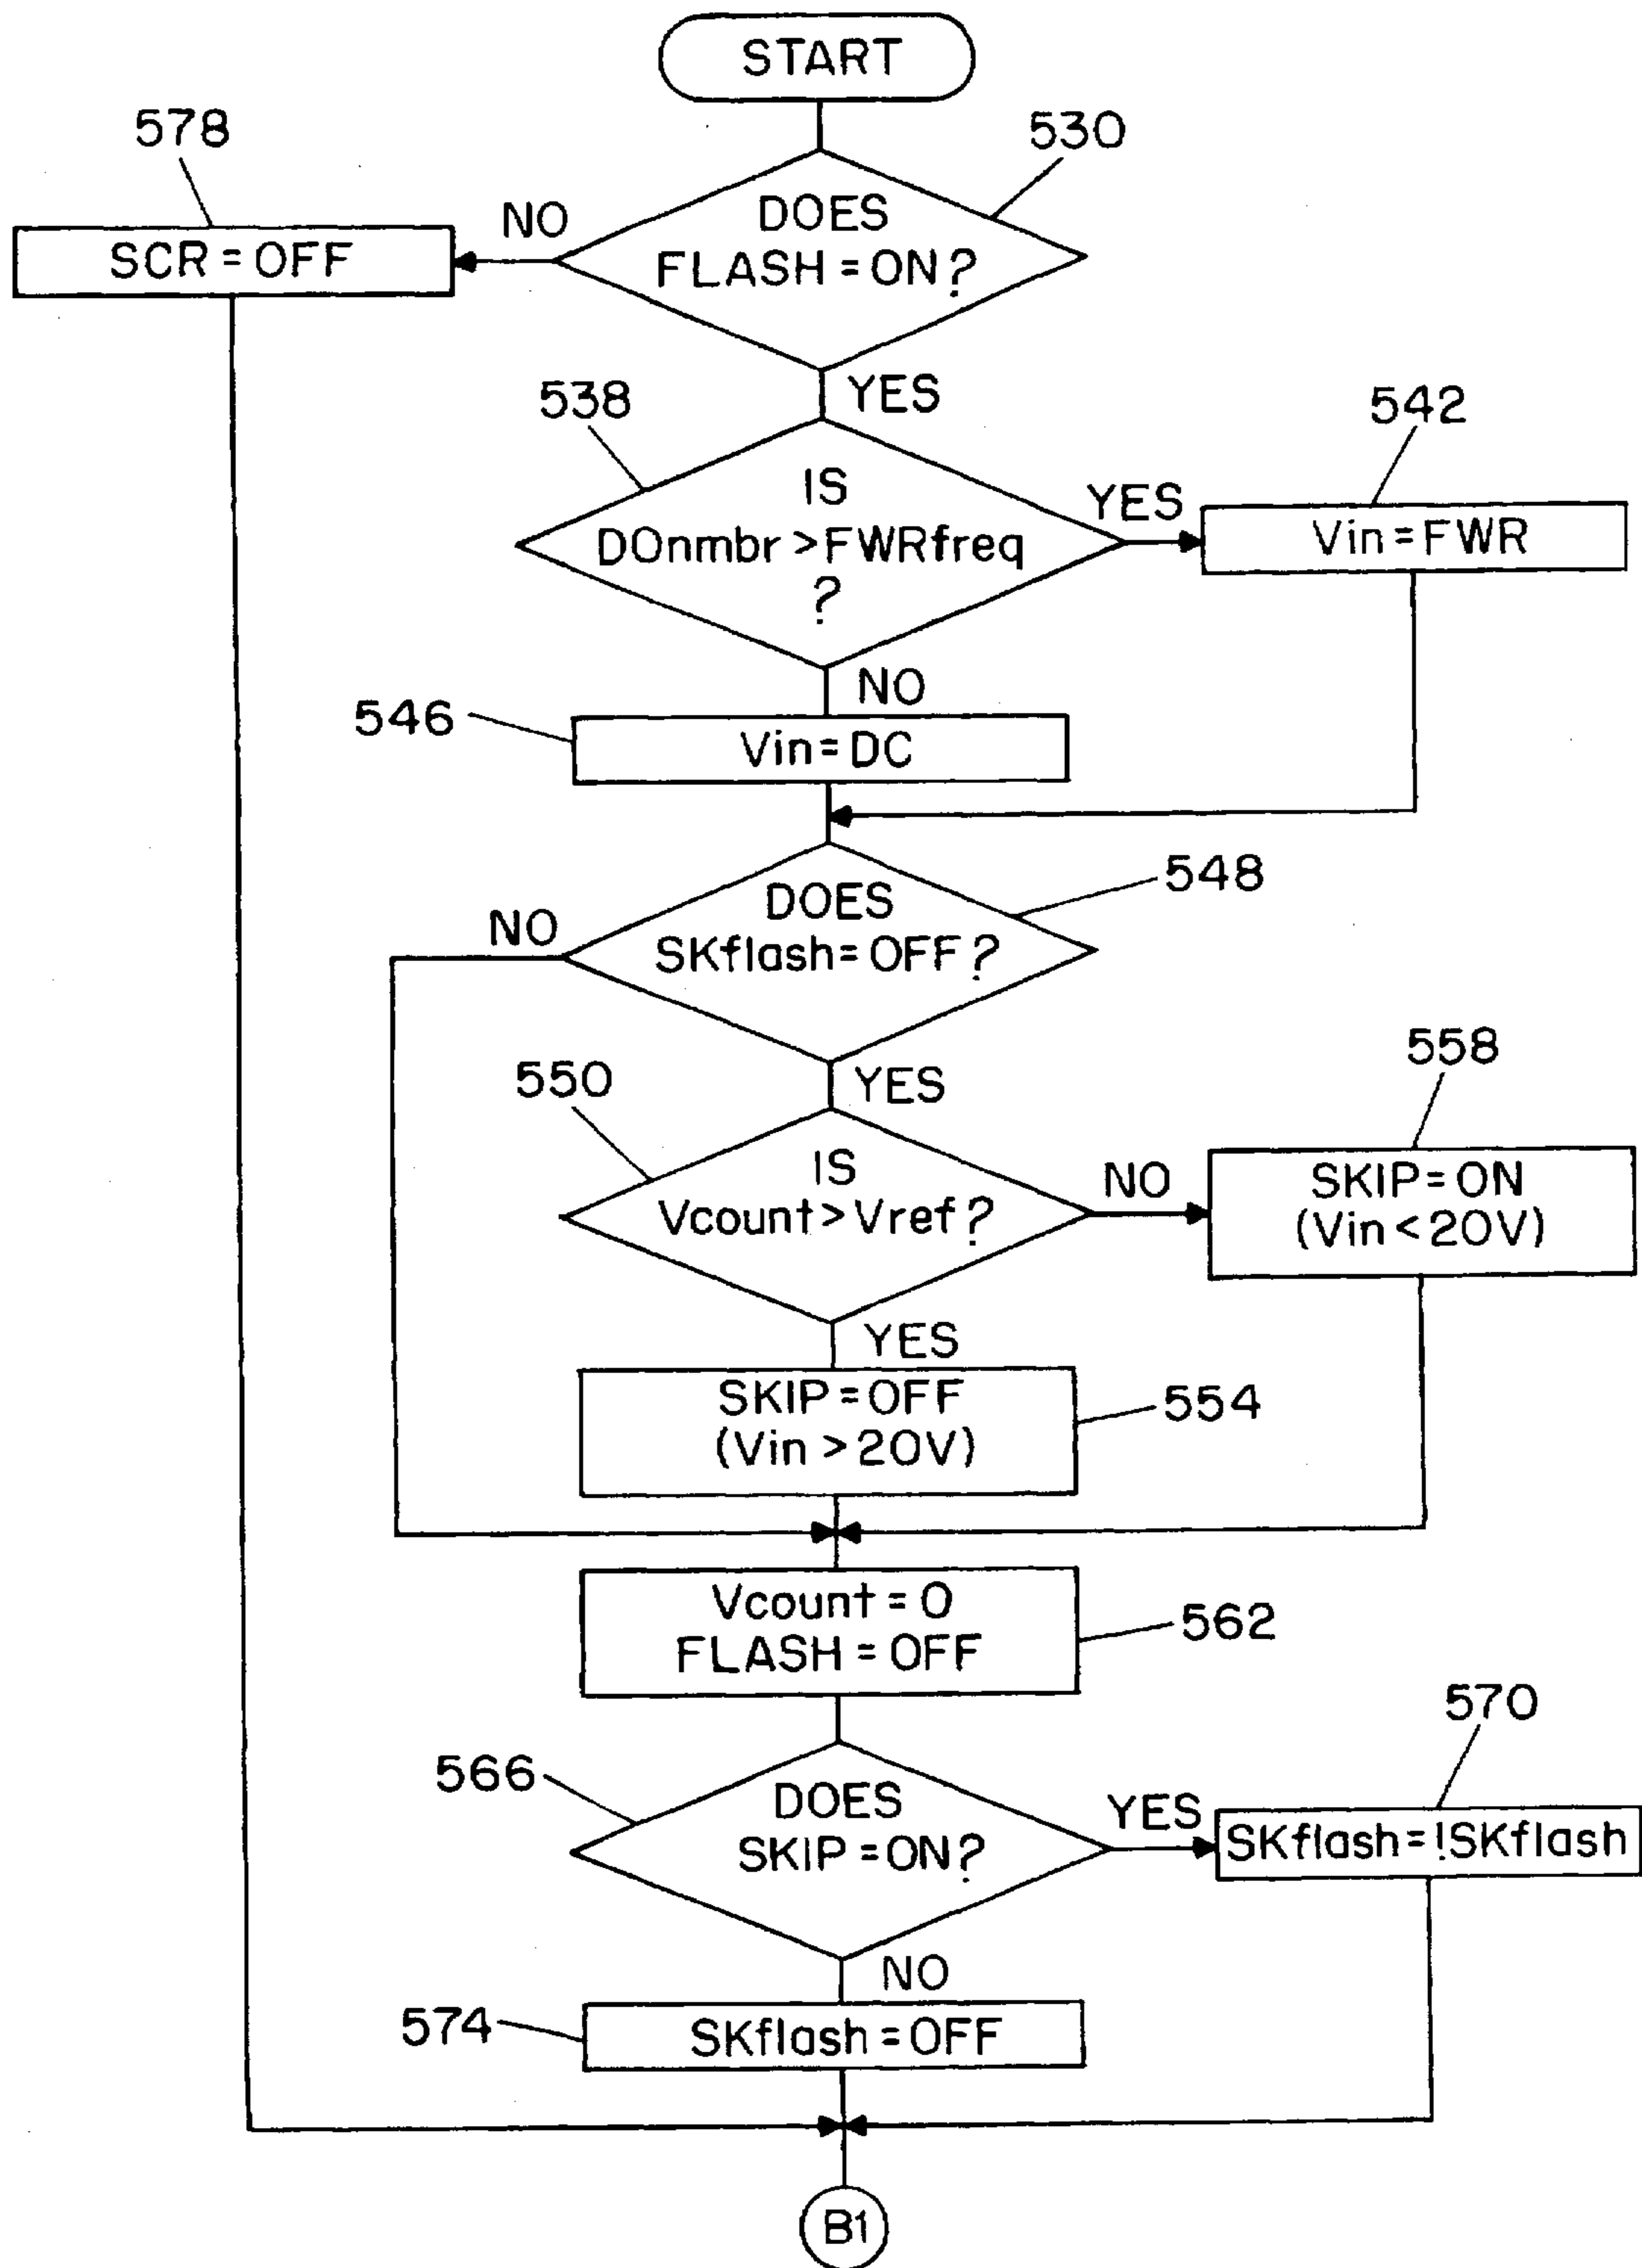 START
578
530
NO
DOES
FLASH = ON?
SCR = OFF
YES
538
542
IS
DOnmbr > FWRfreq
?
YES
Vin = FWR
NO
546
Vin = DC
548
DOES
SKflash = OFF?
NO
YES
550
558
IS
Vcount > Vref?
NO
SKIP = ON
(Vin < 20V)
YES
SKIP = OFF
(Vin > 20V)
554
Vcount = 0
FLASH = OFF
562
570
566
DOES
SKIP = ON?
YES
SKflash = !SKflash
NO
574
SKflash = OFF
B1